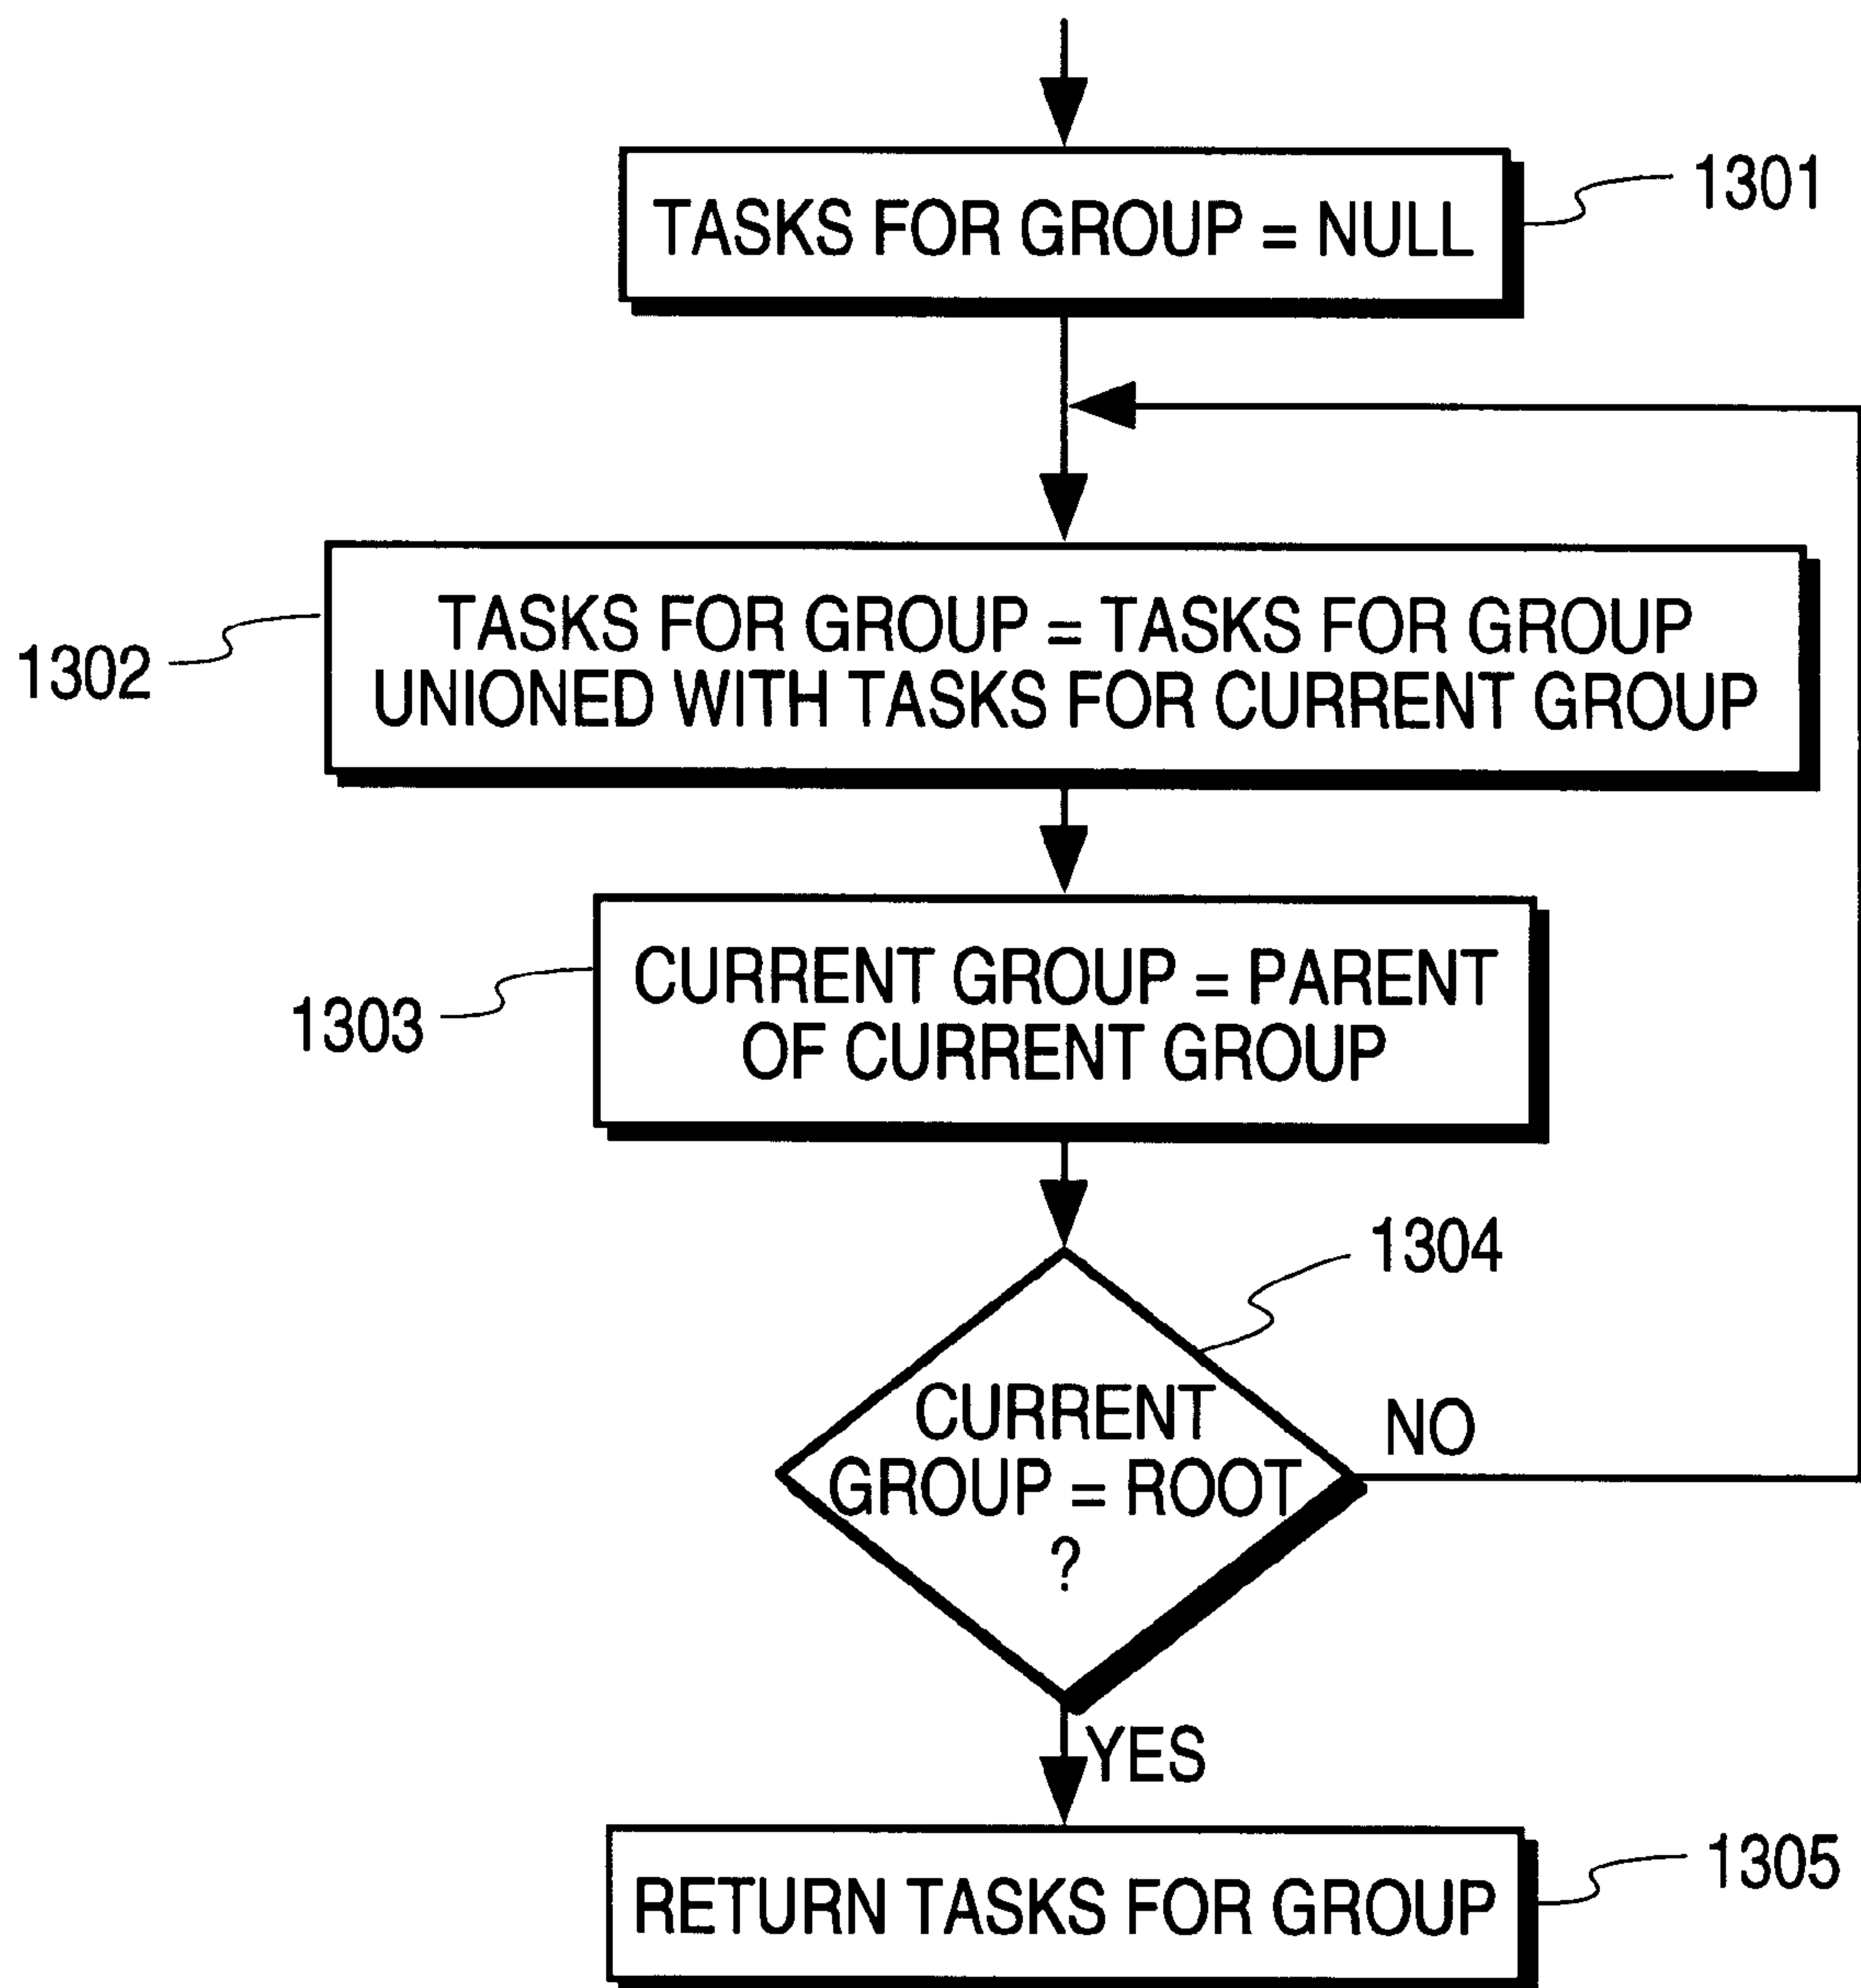 TASKS FOR GROUP = NULL
1301
TASKS FOR GROUP = TASKS FOR GROUP
UNIONED WITH TASKS FOR CURRENT GROUP
1302
CURRENT GROUP = PARENT
OF CURRENT GROUP
1303
1304
CURRENT
GROUP = ROOT
?
NO
YES
RETURN TASKS FOR GROUP
1305